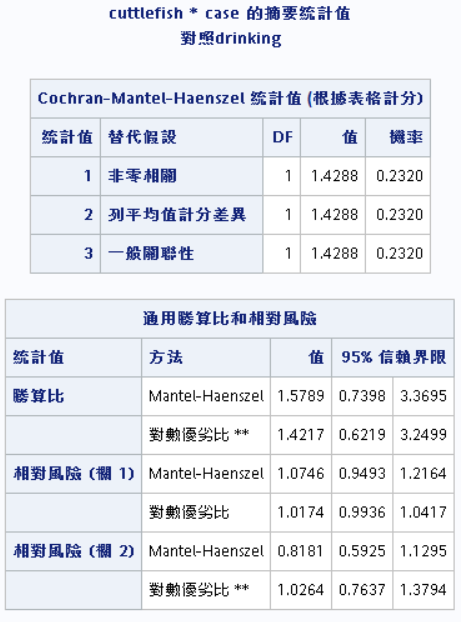 cuttlefish * case 的摘要統計值
對照drinking
Cochran-Mantel-Haenszel 統計值 (根據表格計分)
統計值 替代假設 DF 值 機率
1 非零相關 1 1.4288 0.2320
2 列平均值計分差異 1 1.4288 0.2320
3 一般關聯性 1 1.4288 0.2320
通用勝算比和相對風險
統計值 方法 值 95% 信賴界限
勝算比 Mantel-Haenszel 1.5789 0.7398 3.3695
對數優劣比 ** 1.4217 0.6219 3.2499
相對風險 (欄 1) Mantel-Haenszel 1.0746 0.9493 1.2164
對數優劣比 1.0174 0.9936 1.0417
相對風險 (欄 2) Mantel-Haenszel 0.8181 0.5925 1.1295
對數優劣比 ** 1.0264 0.7637 1.3794